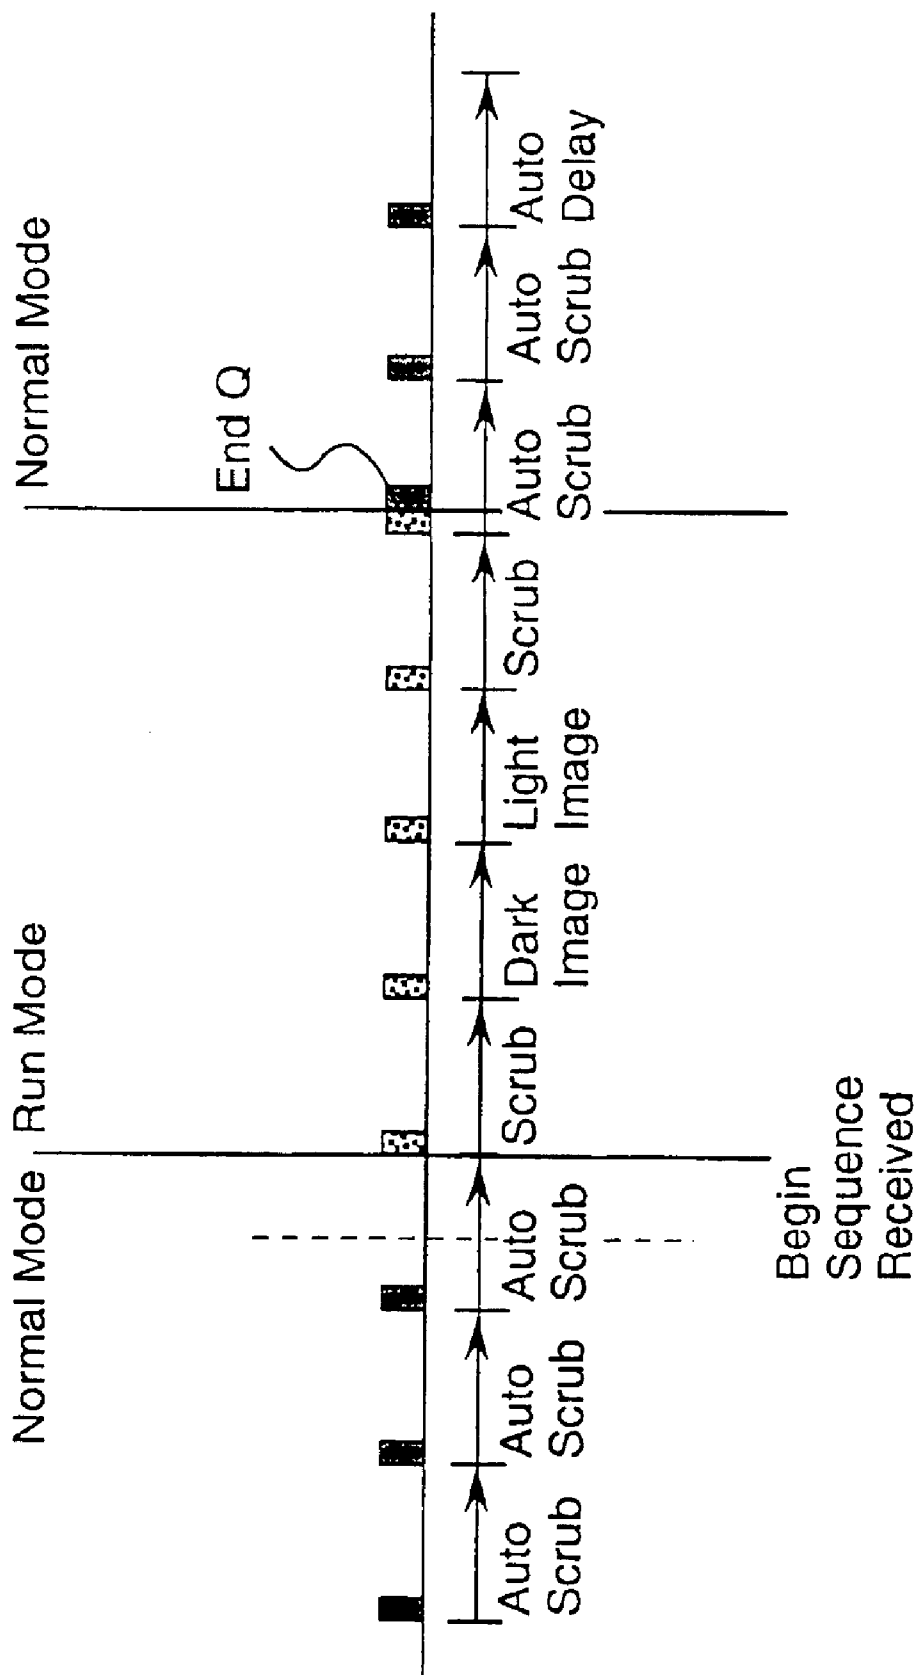 Normal Mode
Run Mode
Normal Mode
End Q
Auto
Scrub
Auto
Scrub
Auto
Scrub
Scrub
Dark
Image
Light
Image
Scrub
Auto
Scrub
Auto
Scrub
Auto
Delay
Begin
Sequence
Received